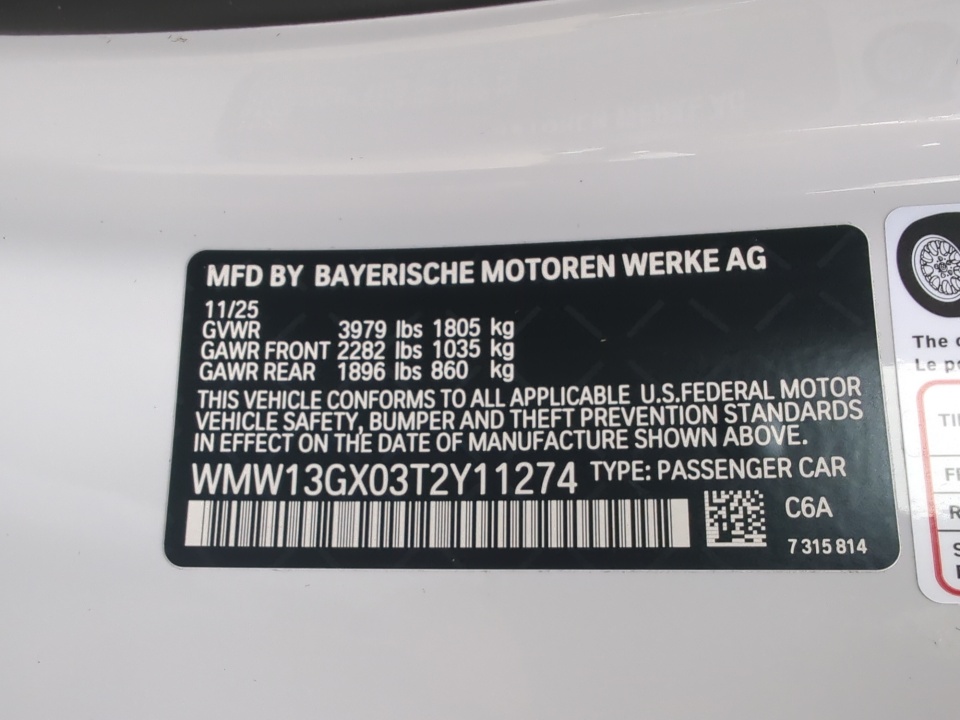 MFD BY BAYERISCHE MOTOREN WERKE AG
11/25
GVWR 3979 lbs 1805 kg
GAWR FRONT 2282 lbs 1035 kg
GAWR REAR 1896 lbs 860 kg
THIS VEHICLE CONFORMS TO ALL APPLICABLE U.S.FEDERAL MOTOR
VEHICLE SAFETY, BUMPER AND THEFT PREVENTION STANDARDS
IN EFFECT ON THE DATE OF MANUFACTURE SHOWN ABOVE.
WMW13GX03T2Y11274 TYPE: PASSENGER CAR
C6A
7 315 814
The
Le